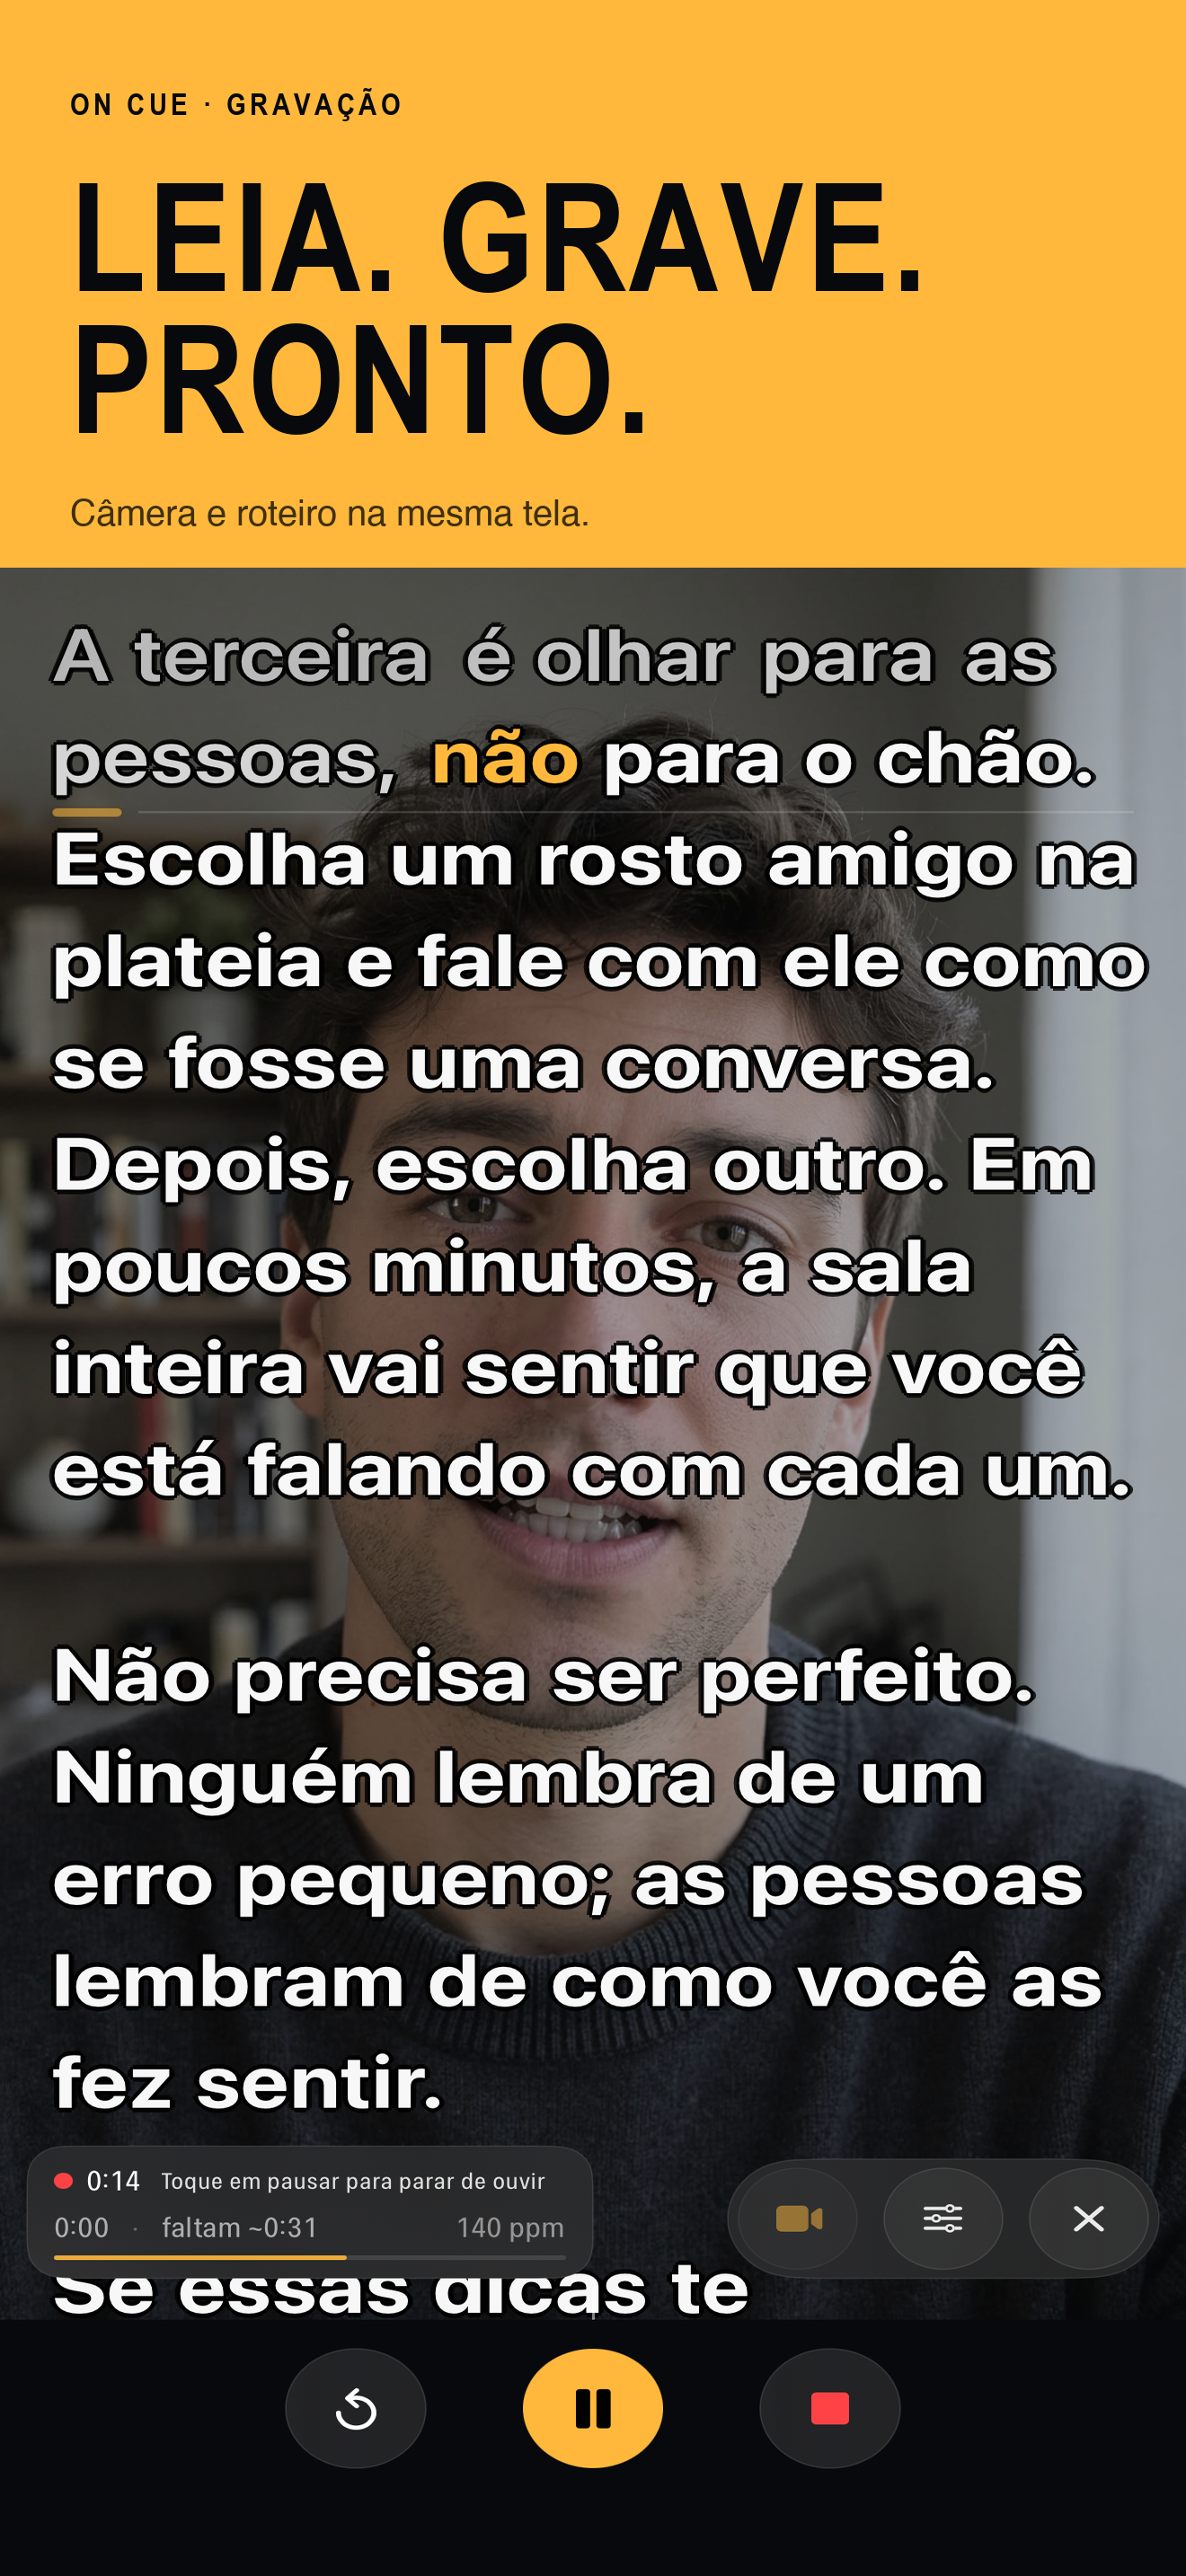 ON CUE · GRAVAÇÃO
LEIA. GRAVE.
PRONTO.
Câmera e roteiro na mesma tela.
A terceira é olhar para as
pessoas, não para o chão.
Escolha um rosto amigo na
plateia e fale com ele como
se fosse uma conversa.
Depois, escolha outro. Em
poucos minutos, a sala
inteira vai sentir que você
está falando com cada um.
Não precisa ser perfeito.
Ninguém lembra de um
erro pequeno; as pessoas
lembram de como você as
fez sentir.
0:14 Toque em pausar para parar de ouvir
0:00 · faltam ~0:31 140 ppm
Se essas dicas te